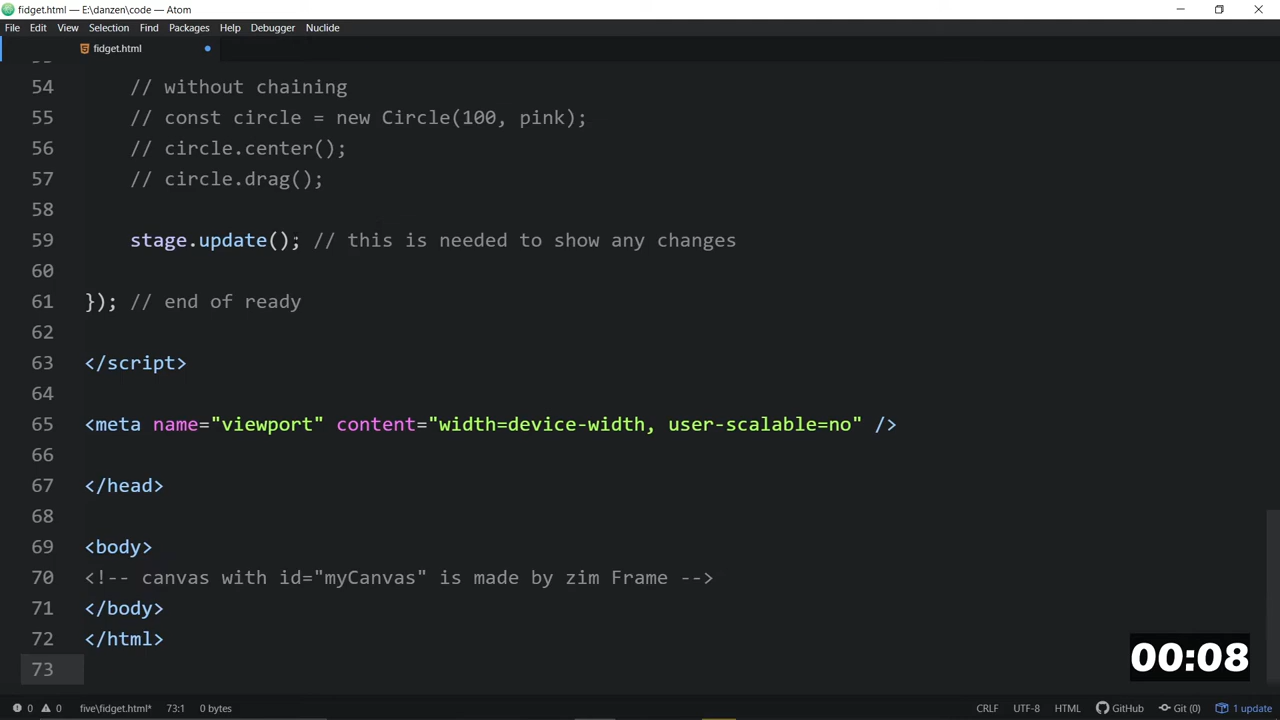 fidget.html — E:\danzen\code — Atom
File Edit View Selection Find Packages Help Debugger Nuclide
fidget.html
54 // without chaining
55 // const circle = new Circle(100, pink);
56 // circle.center();
57 // circle.drag();
58
59 stage.update(); // this is needed to show any changes
60
61 }); // end of ready
62
63 </script>
64
65 <meta name="viewport" content="width=device-width, user-scalable=no" />
66
67 </head>
68
69 <body>
70 <!-- canvas with id="myCanvas" is made by zim Frame -->
71 </body>
72 </html>
73
00:08
0 0 five\fidget.html* 73:1 0 bytes CRLF UTF-8 HTML GitHub Git (0) 1 update